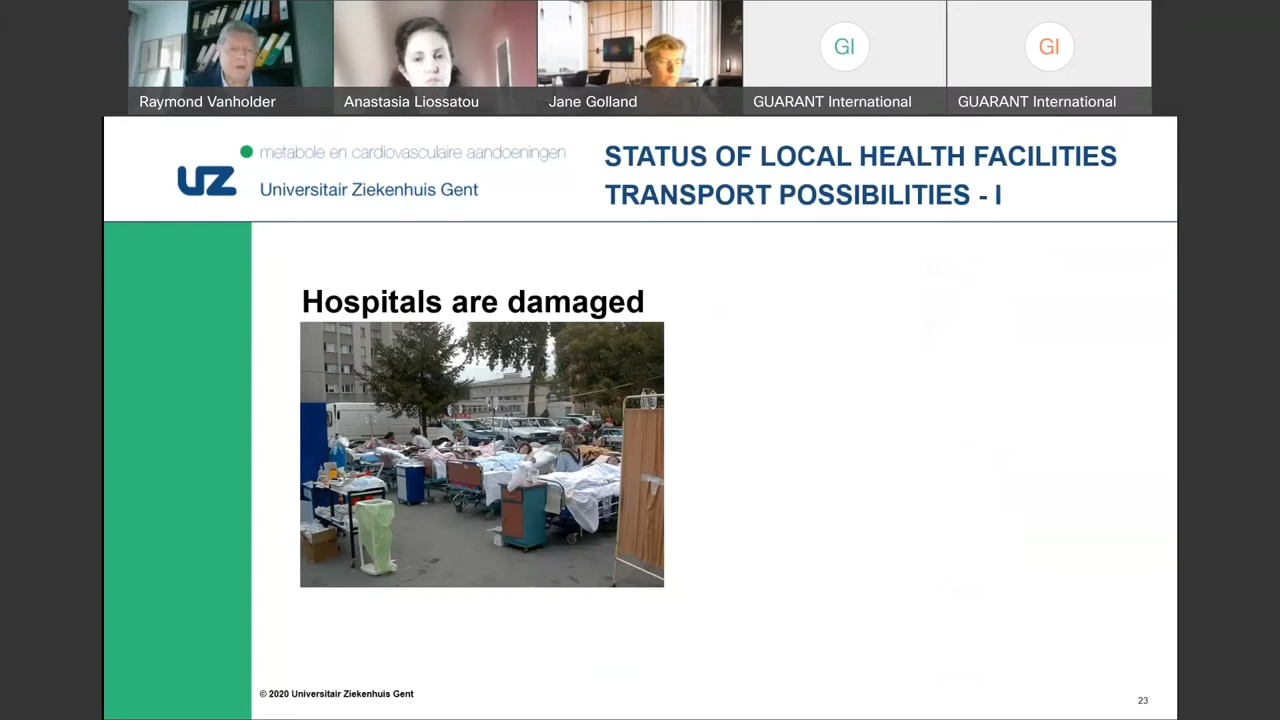 Raymond Vanholder
Anastasia Liossatou
Jane Golland
GI
GUARANT International
GI
GUARANT International
metabole en cardiovasculaire aandoeningen
UZ
Universitair Ziekenhuis Gent
STATUS OF LOCAL HEALTH FACILITIES
TRANSPORT POSSIBILITIES - I
Hospitals are damaged
© 2020 Universitair Ziekenhuis Gent
23